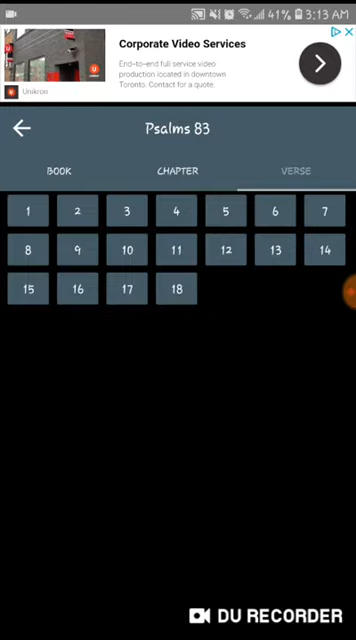 41% 3:13 AM
Corporate Video Services
End-to-end full service video
production located in downtown
Toronto. Contact for a quote.
Unikron
Psalms 83
BOOK CHAPTER VERSE
1 2 3 4 5 6 7
8 9 10 11 12 13 14
15 16 17 18
DU RECORDER